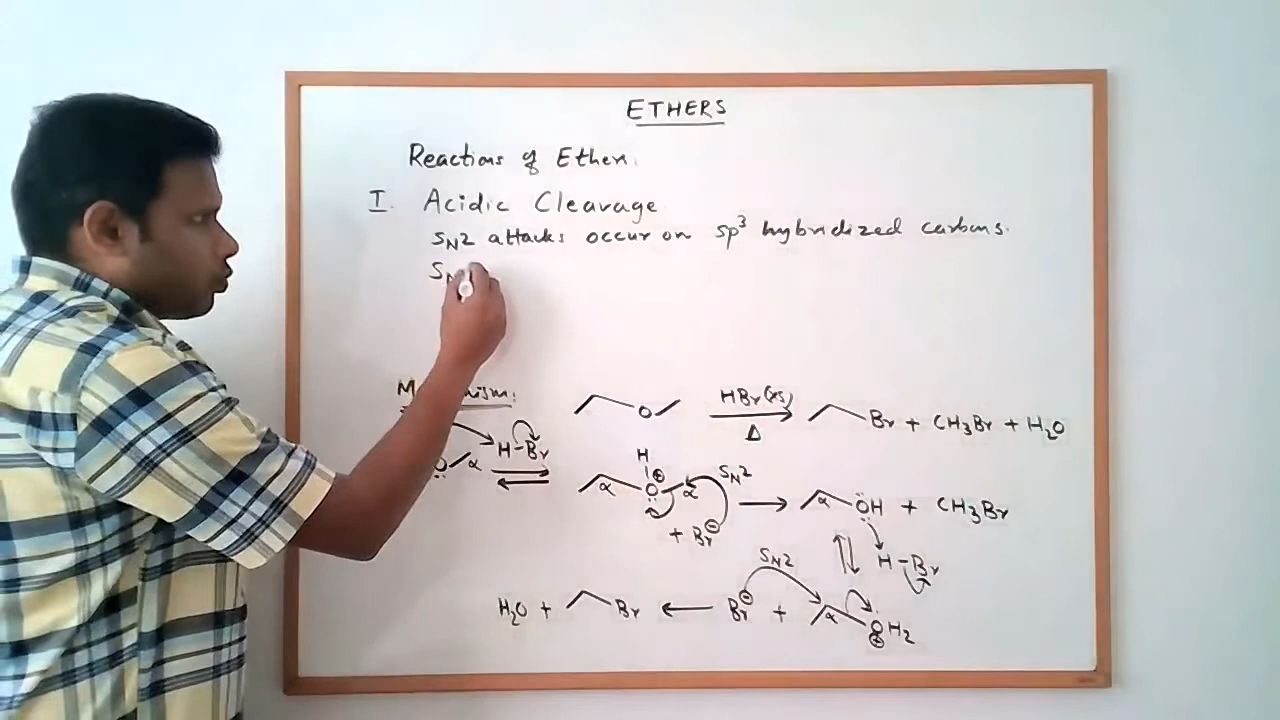 ETHERS
Reactions of Ethers.
I. Acidic Cleavage
SN2 attacks occur on sp³ hybridized carbons.
SN
O HBr (xs) Δ Br + CH₃Br + H₂O
O α H-Br H O⊕ α α SN2 + Br⊖ α OH + CH₃Br
H-Br
H₂O + Br Br⊖ + SN2 α OH₂ ⊕